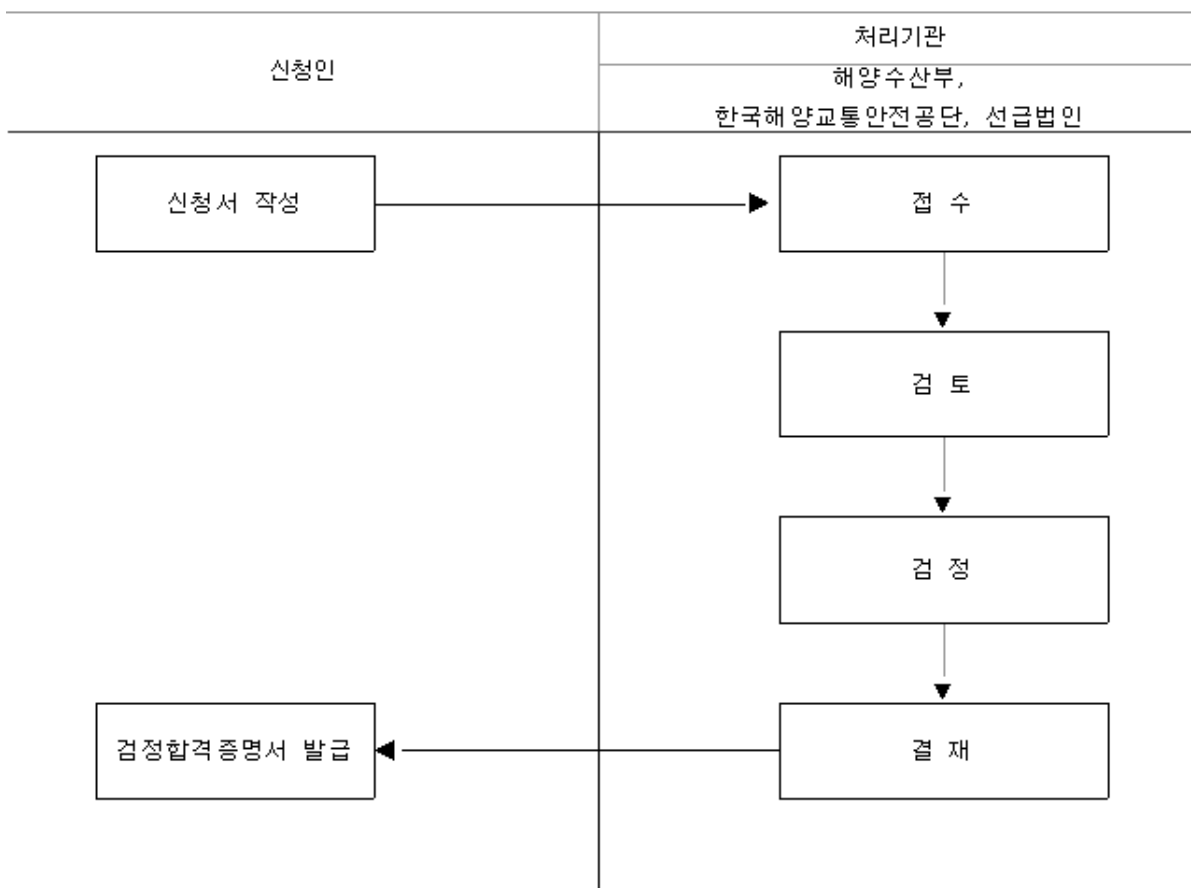 신청인
처리기관
해양수산부,
한국해양교통안전공단, 선급법인
신청서 작성
접 수
검 토
검 정
검정합격증명서 발급
결 재